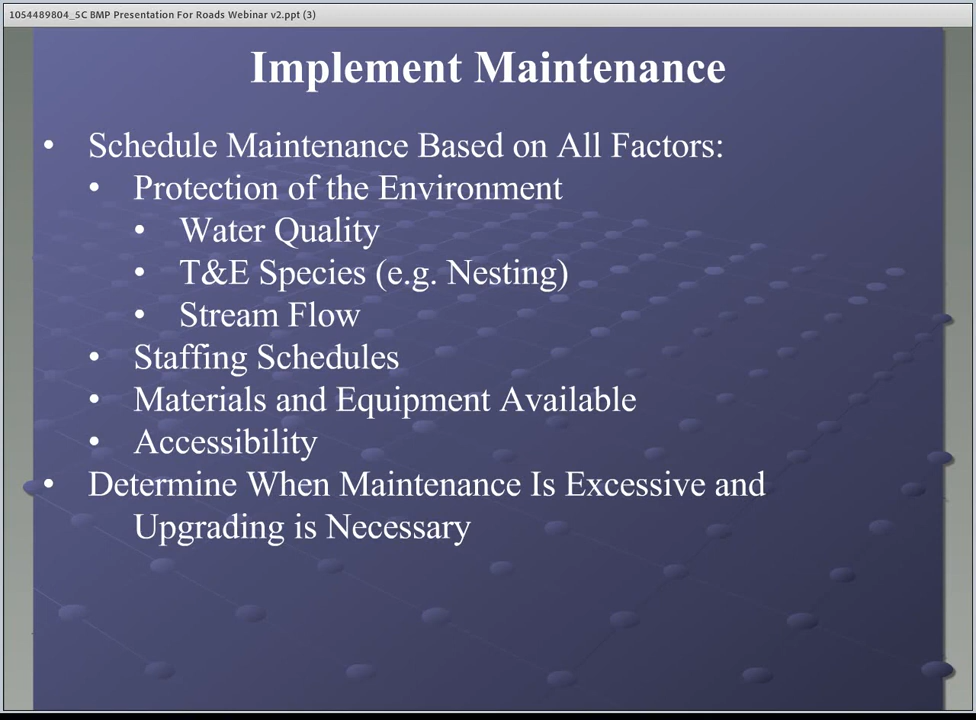 1054489804_5C BMP Presentation For Roads Webinar v2.ppt (3)
Implement Maintenance
• Schedule Maintenance Based on All Factors:
• Protection of the Environment
• Water Quality
• T&E Species (e.g. Nesting)
• Stream Flow
• Staffing Schedules
• Materials and Equipment Available
• Accessibility
• Determine When Maintenance Is Excessive and
Upgrading is Necessary